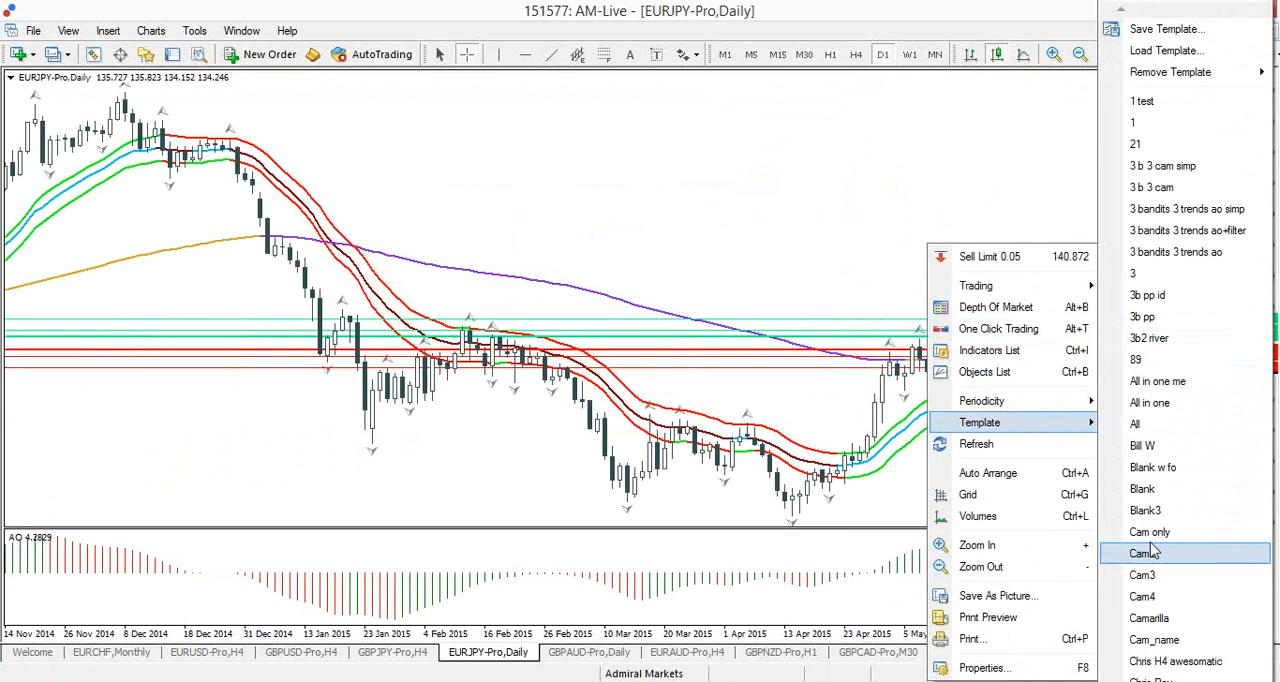 151577: AM-Live - [EURJPY-Pro,Daily]
File View Insert Charts Tools Window Help
New Order AutoTrading A T M1 M5 M15 M30 H1 H4 D1 W1 MN
EURJPY-Pro,Daily 135.727 135.823 134.152 134.246
Sell Limit 0.05 140.872
Trading
Depth Of Market Alt+B
One Click Trading Alt+T
Indicators List Ctrl+I
Objects List Ctrl+B
Periodicity
Template
Refresh
Auto Arrange Ctrl+A
Grid Ctrl+G
Volumes Ctrl+L
Zoom In +
Zoom Out -
Save As Picture...
Print Preview
Print... Ctrl+P
Properties... F8
Save Template...
Load Template...
Remove Template
1 test
1
21
3 b 3 cam simp
3 b 3 cam
3 bandits 3 trends ao simp
3 bandits 3 trends ao+filter
3 bandits 3 trends ao
3
3b pp id
3b pp
3b2 river
89
All in one me
All in one
All
Bill W
Blank w fo
Blank
Blank3
Cam only
Cam3
Cam4
Camarilla
Cam_name
Chris H4 awesomatic
AO 4.2829
14 Nov 2014 26 Nov 2014 8 Dec 2014 18 Dec 2014 31 Dec 2014 13 Jan 2015 23 Jan 2015 4 Feb 2015 16 Feb 2015 26 Feb 2015 10 Mar 2015 20 Mar 2015 1 Apr 2015 13 Apr 2015 23 Apr 2015 5 May
Welcome EURCHF,Monthly EURUSD-Pro,H4 GBPUSD-Pro,H4 GBPJPY-Pro,H4 EURJPY-Pro,Daily GBPAUD-Pro,Daily EURAUD-Pro,H4 GBPNZD-Pro,H1 GBPCAD-Pro,M30
Admiral Markets